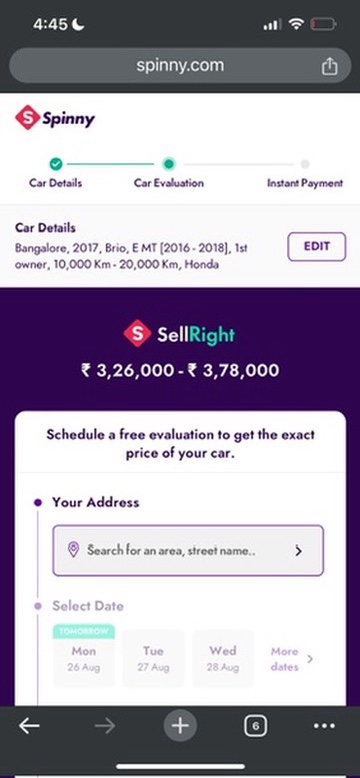 4:45
spinny.com
S Spinny
Car Details
Car Evaluation
Instant Payment
Car Details
Bangalore, 2017, Brio, E MT [2016 - 2018], 1st
owner, 10,000 Km - 20,000 Km, Honda
EDIT
S SellRight
₹ 3,26,000 - ₹ 3,78,000
Schedule a free evaluation to get the exact
price of your car.
Your Address
Search for an area, street name..
Select Date
TOMORROW
Mon
26 Aug
Tue
27 Aug
Wed
28 Aug
More
dates
6